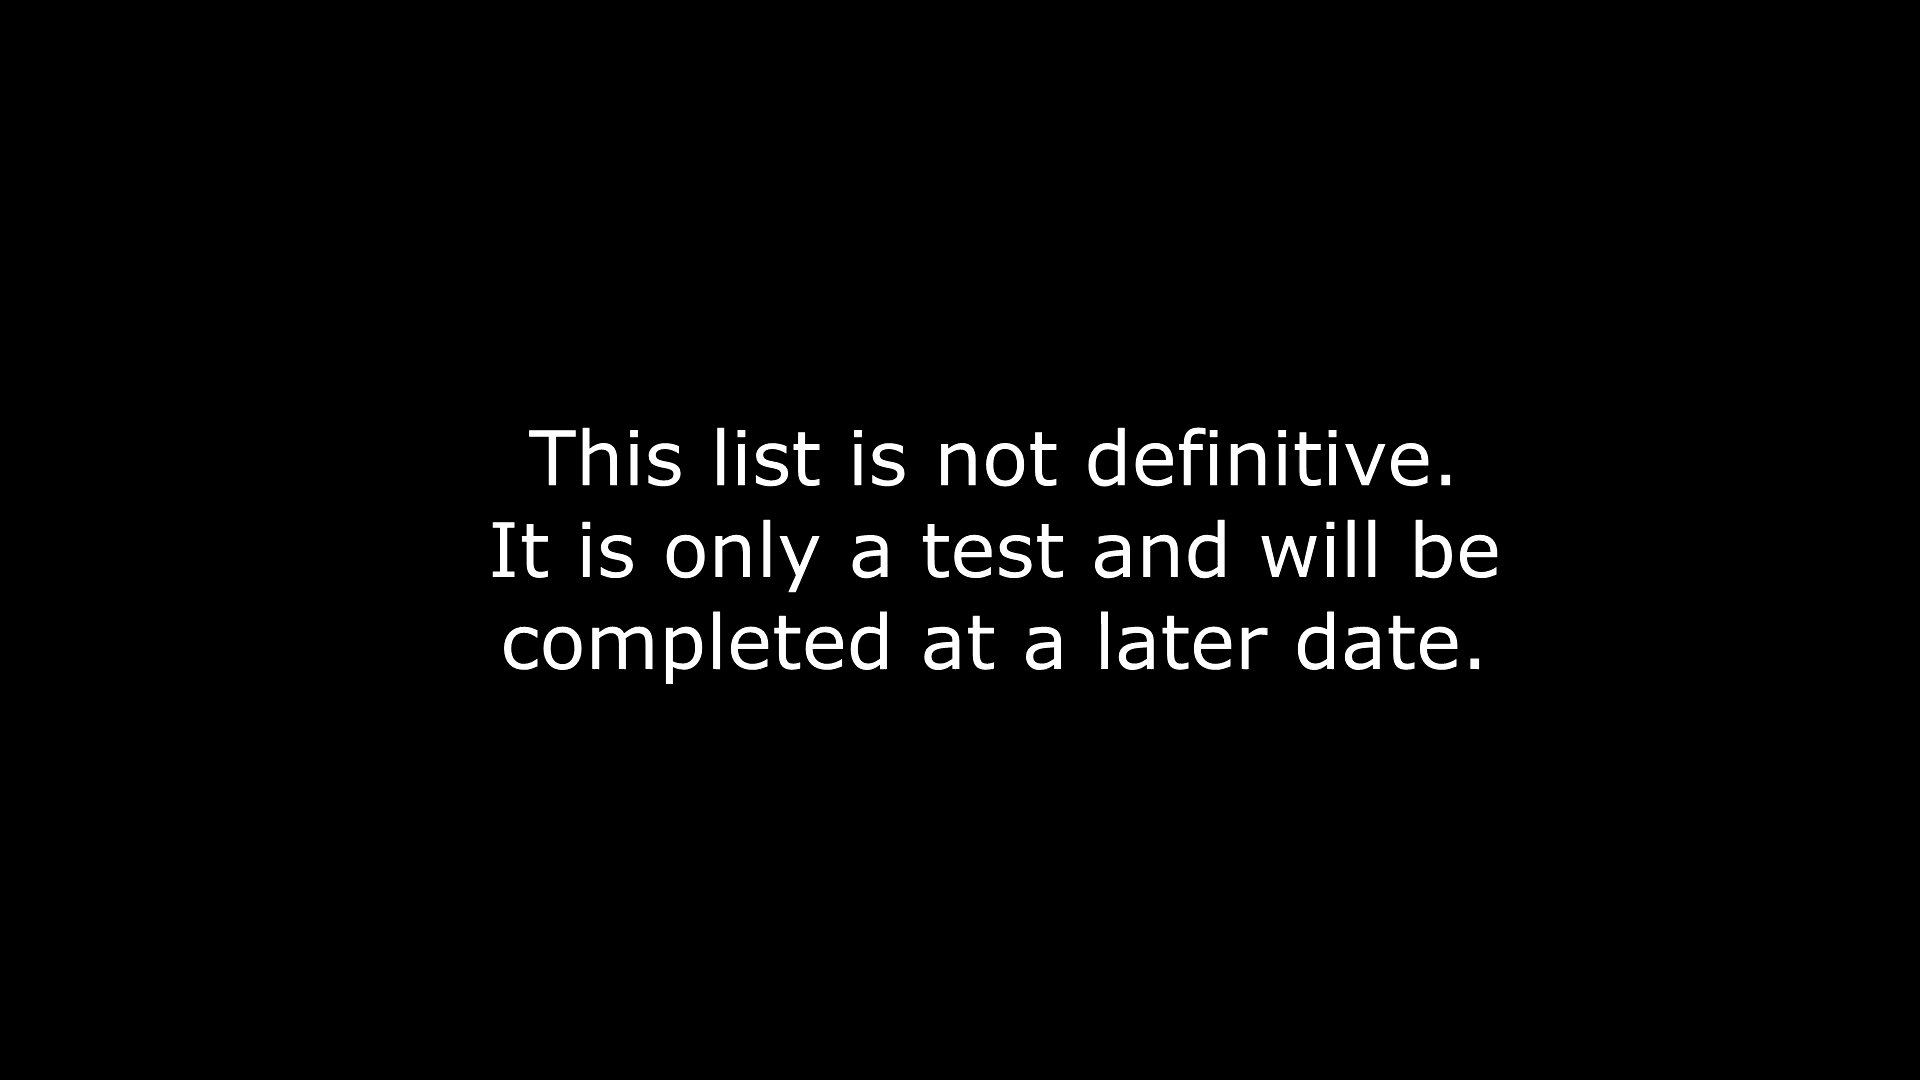 This list is not definitive.
It is only a test and will be
completed at a later date.